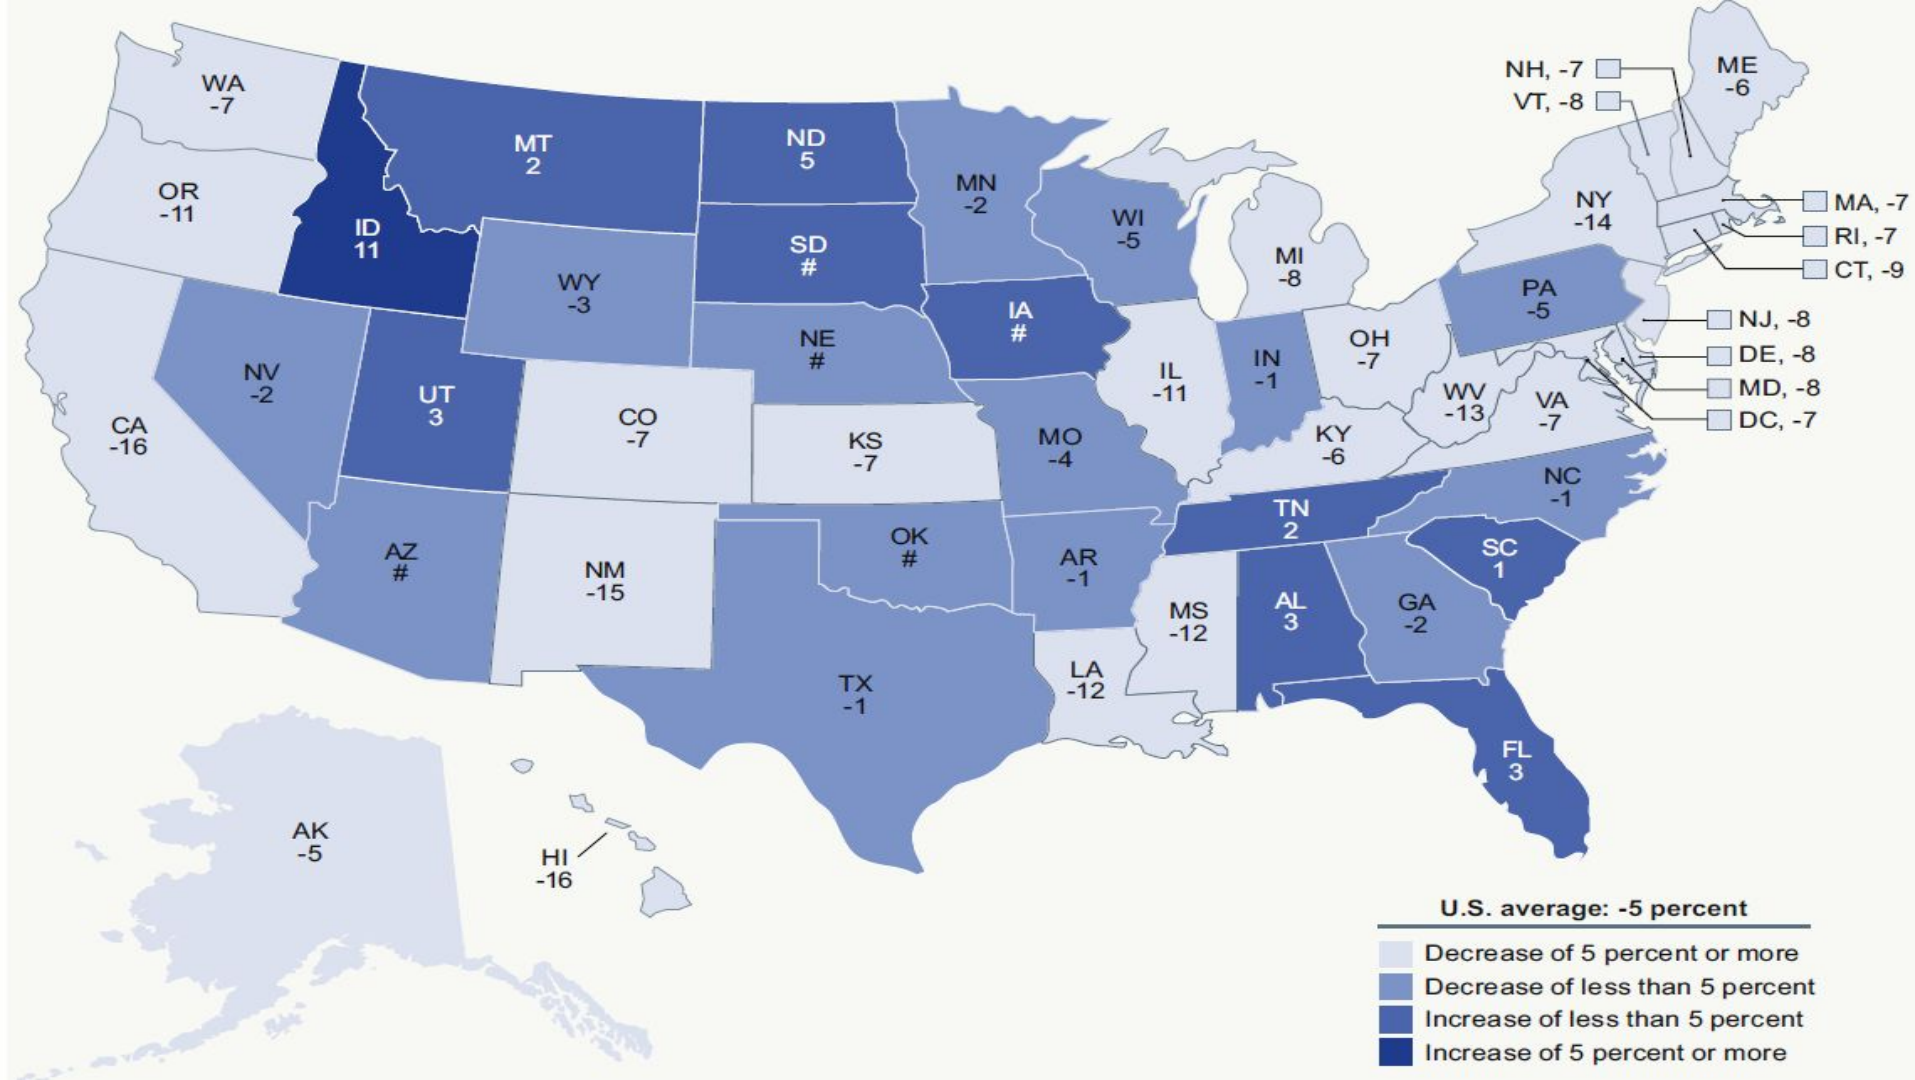 WA
-7
OR
-11
ID
11
MT
2
ND
5
MN
-2
WI
-5
SD
#
WY
-3
NE
#
IA
#
NV
-2
UT
3
CA
-16
CO
-7
KS
-7
MO
-4
IL
-11
IN
-1
MI
-8
OH
-7
KY
-6
WV
-13
VA
-7
PA
-5
NY
-14
NH, -7
VT, -8
ME
-6
MA, -7
RI, -7
CT, -9
NJ, -8
DE, -8
MD, -8
DC, -7
NC
-1
TN
2
SC
1
AZ
#
NM
-15
OK
#
AR
-1
MS
-12
AL
3
GA
-2
LA
-12
TX
-1
FL
3
AK
-5
HI
-16
U.S. average: -5 percent
Decrease of 5 percent or more
Decrease of less than 5 percent
Increase of less than 5 percent
Increase of 5 percent or more